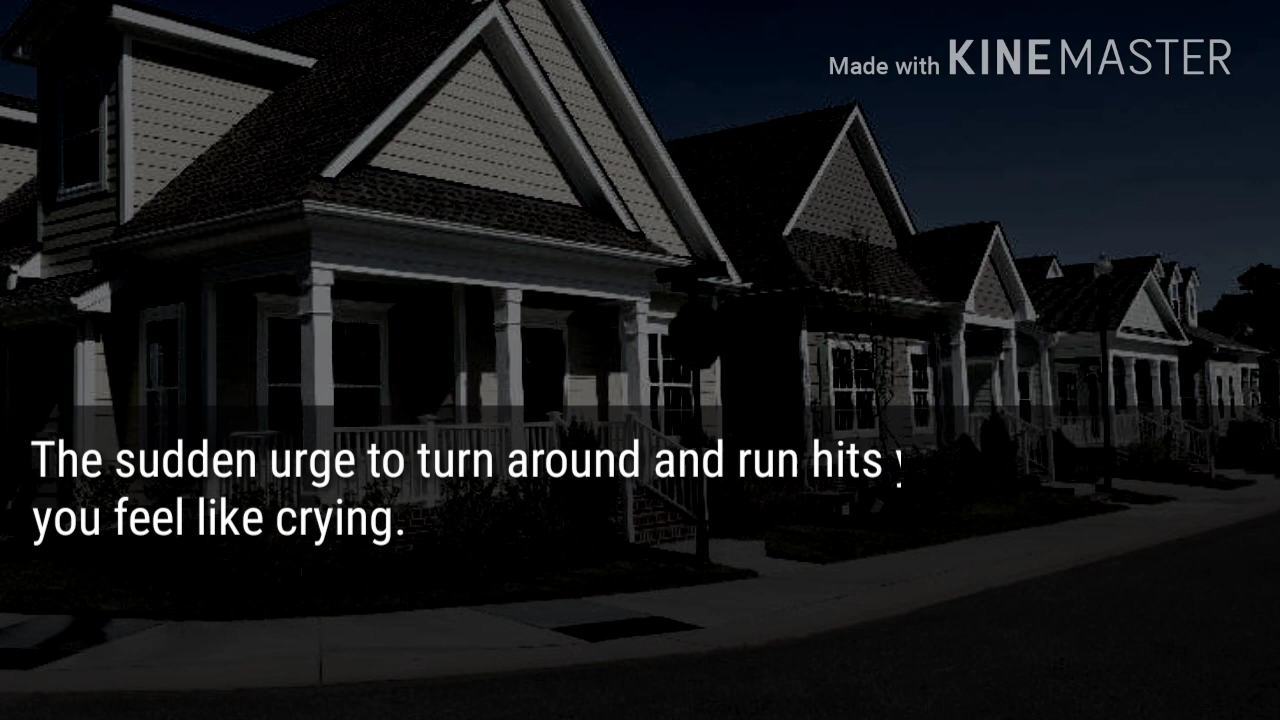 Made with KINEMASTER
The sudden urge to turn around and run hits
you feel like crying.